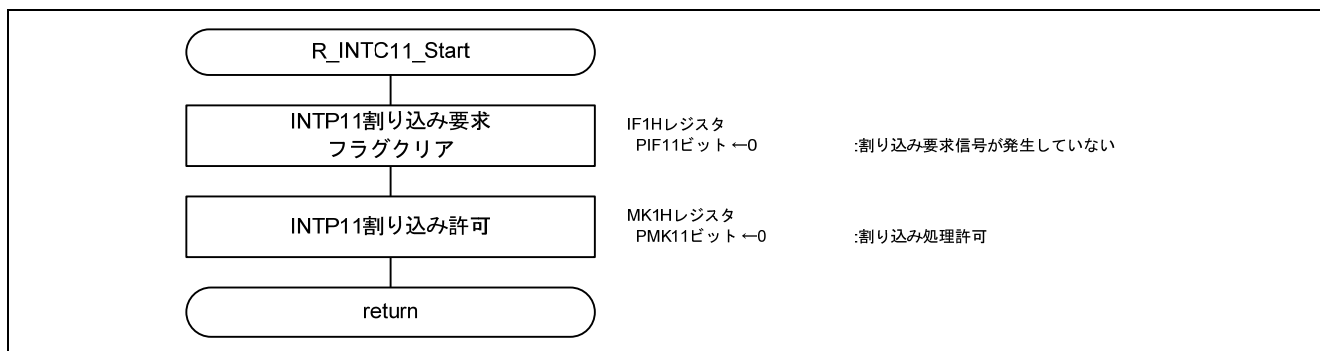 R_INTC11_Start
INTP11割り込み要求
フラグクリア
IF1Hレジスタ
PIF11ビット ←0 :割り込み要求信号が発生していない
INTP11割り込み許可
MK1Hレジスタ
PMK11ビット ←0 :割り込み処理許可
return